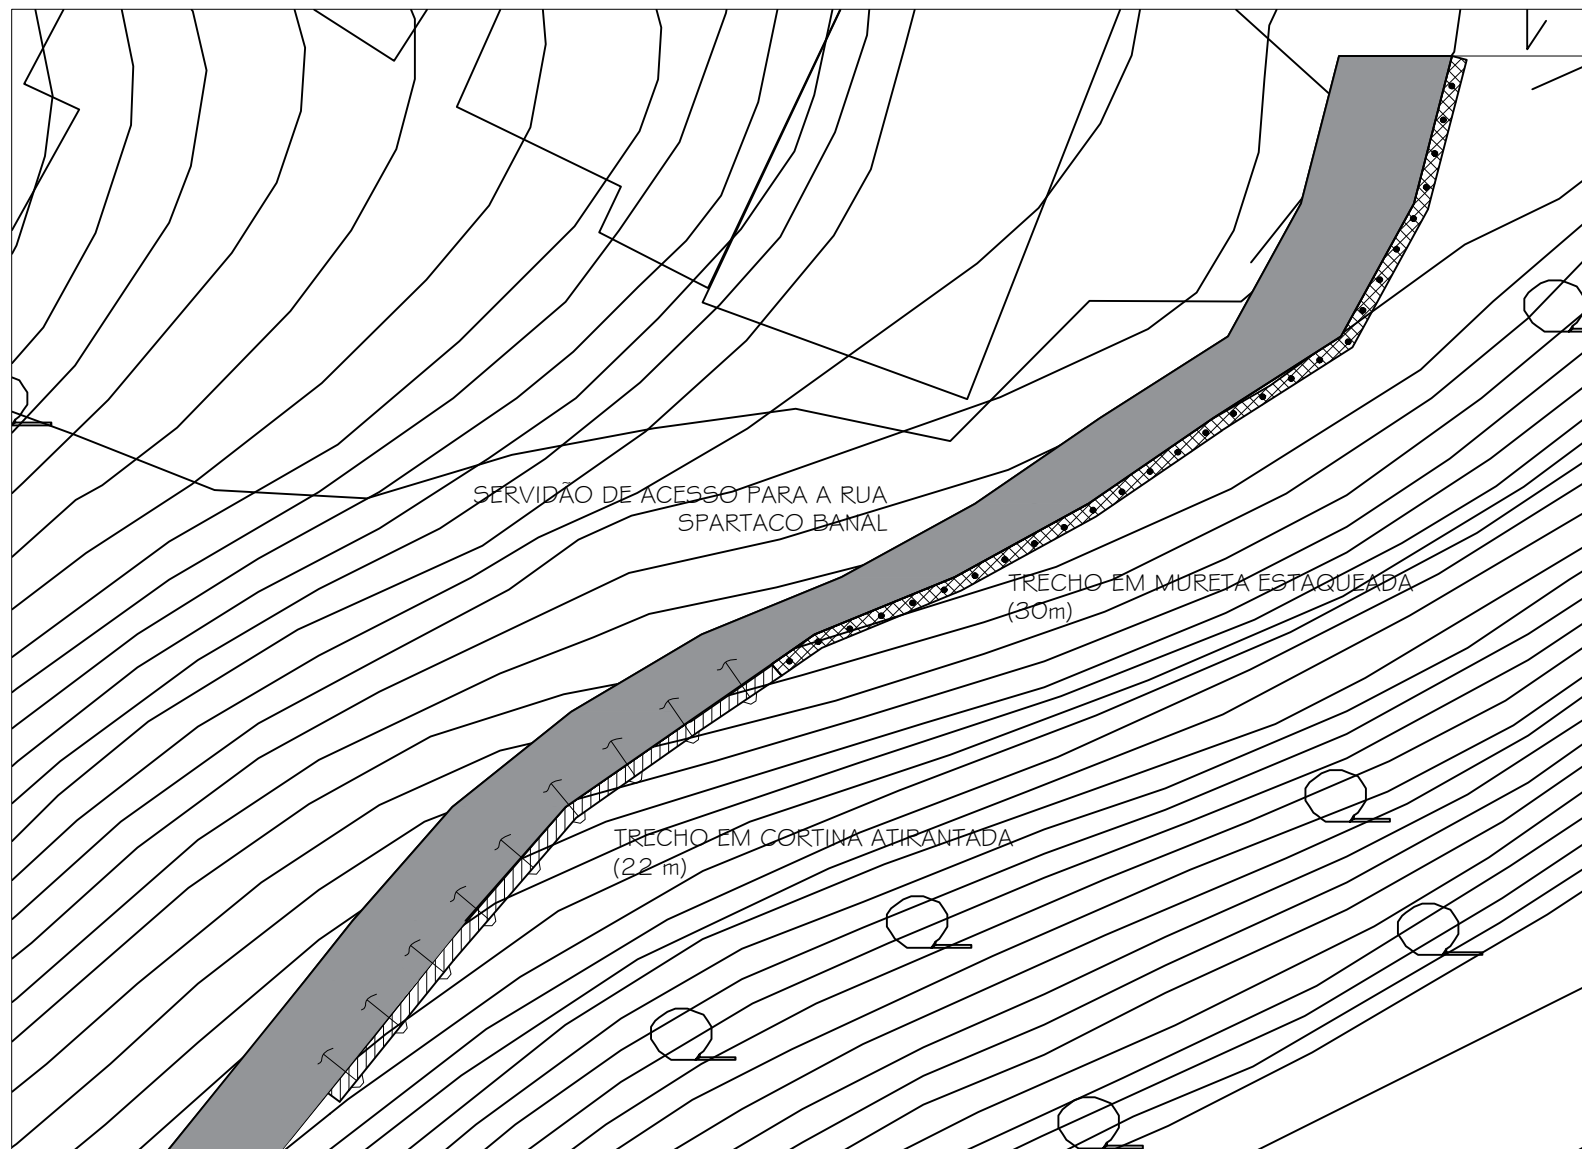 SERVIDÃO DE ACESSO PARA A RUA
SPARTACO BANAL
TRECHO EM MURETA ESTAQUEADA
(30m)
TRECHO EM CORTINA ATIRANTADA
(22 m)